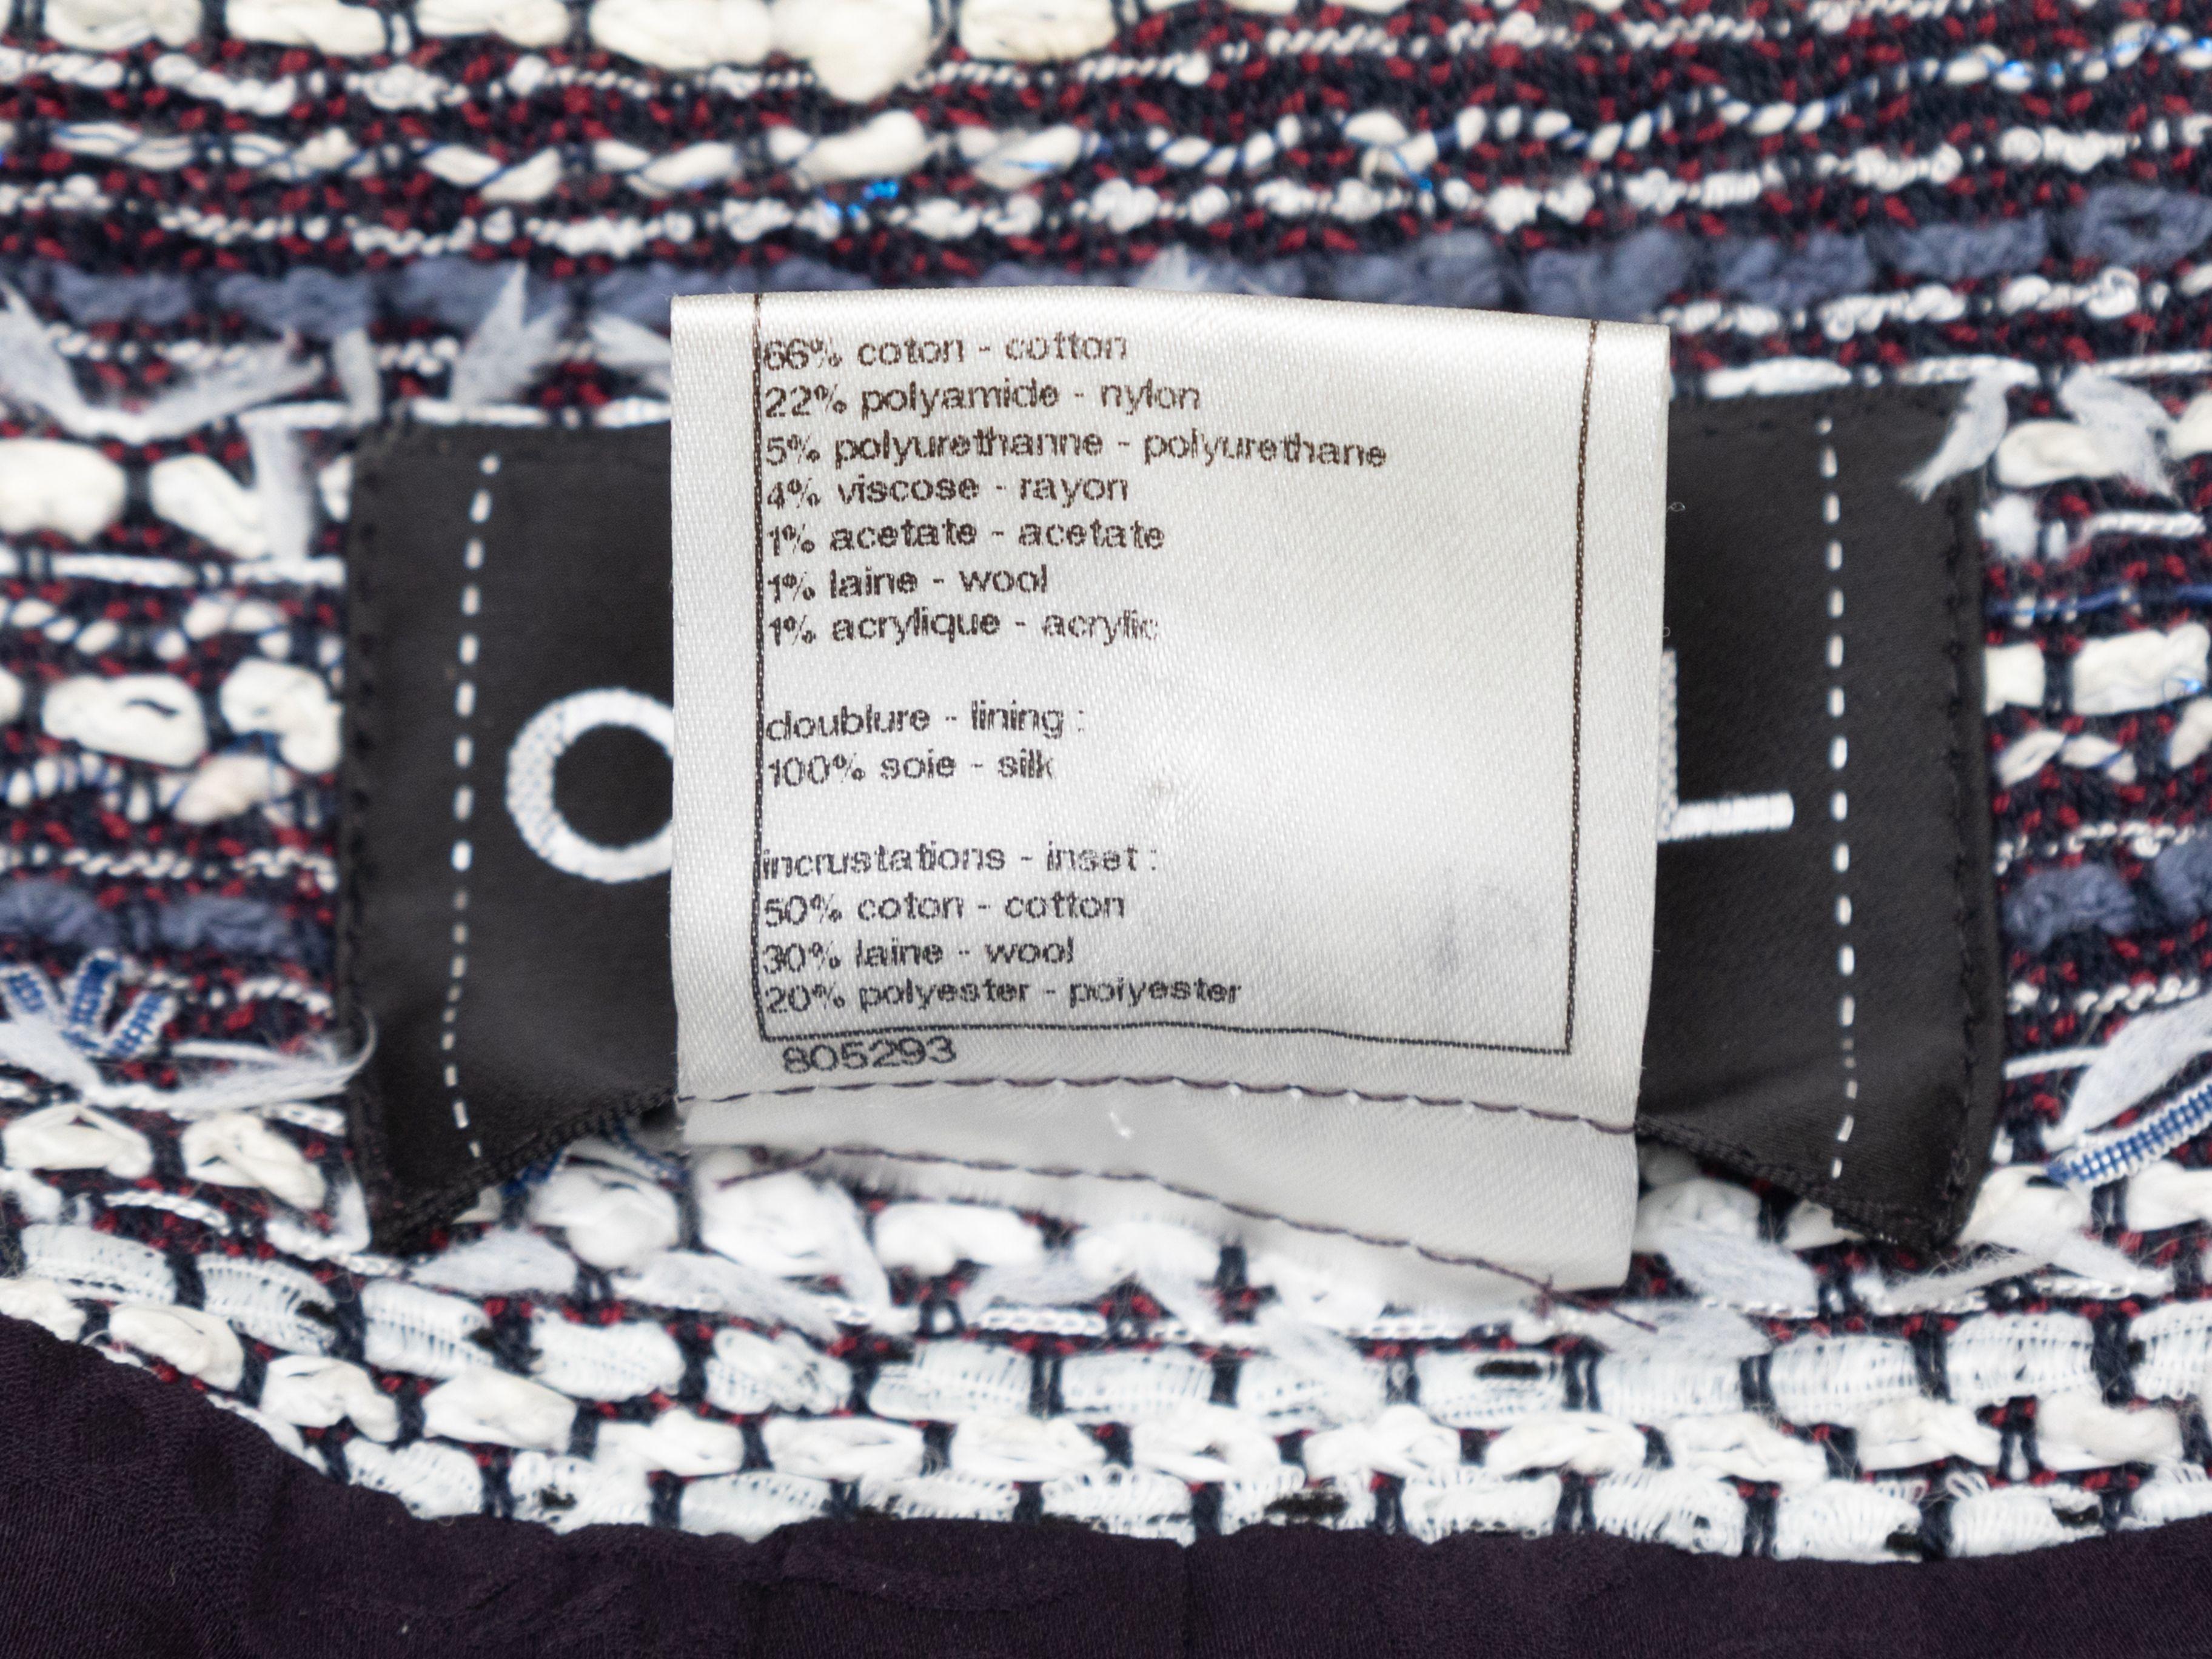 66% coton - cotton
22% polyamide - nylon
5% polyurethanne - polyurethane
4% viscose - rayon
1% acetate - acetate
1% laine - wool
1% acrylique - acrylic
doublure - lining :
100% soie - silk
incrustations - inset :
50% coton - cotton
30% laine - wool
20% polyester - polyester
805293